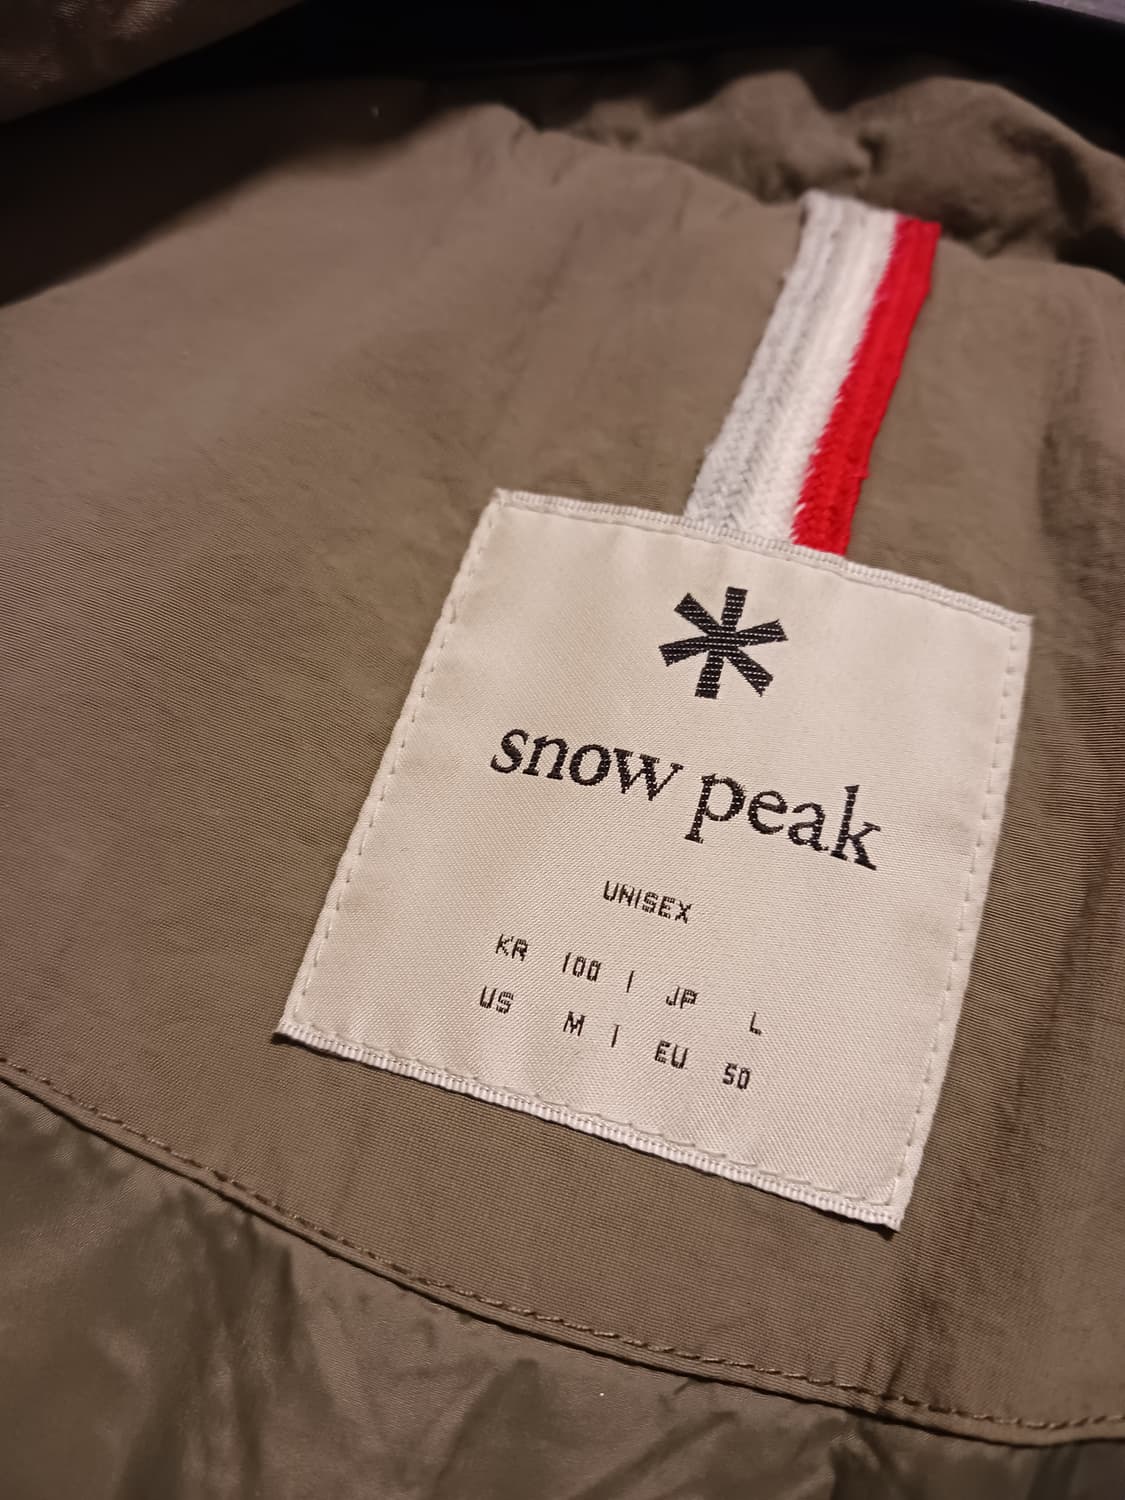 snow peak
UNISEX
KR 100 | JP L
US M | EU 50